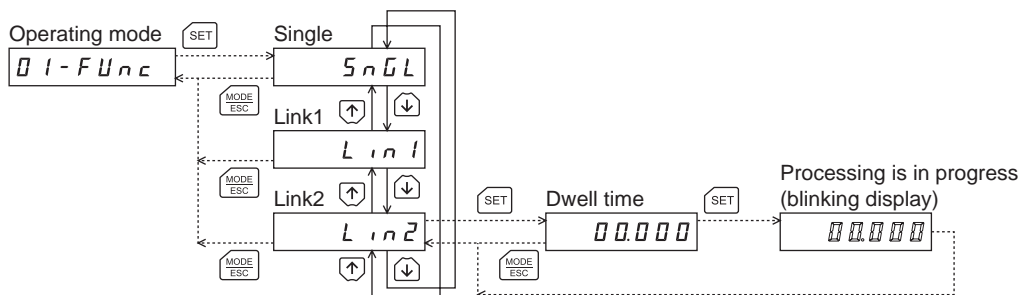 Operating mode
SET
Single
01-FUnc
SnGL
MODE
ESC
Link1
Lin1
MODE
ESC
Link2
SET
Dwell time
SET
Processing is in progress
(blinking display)
Lin2
00.000
00.000
MODE
ESC
MODE
ESC